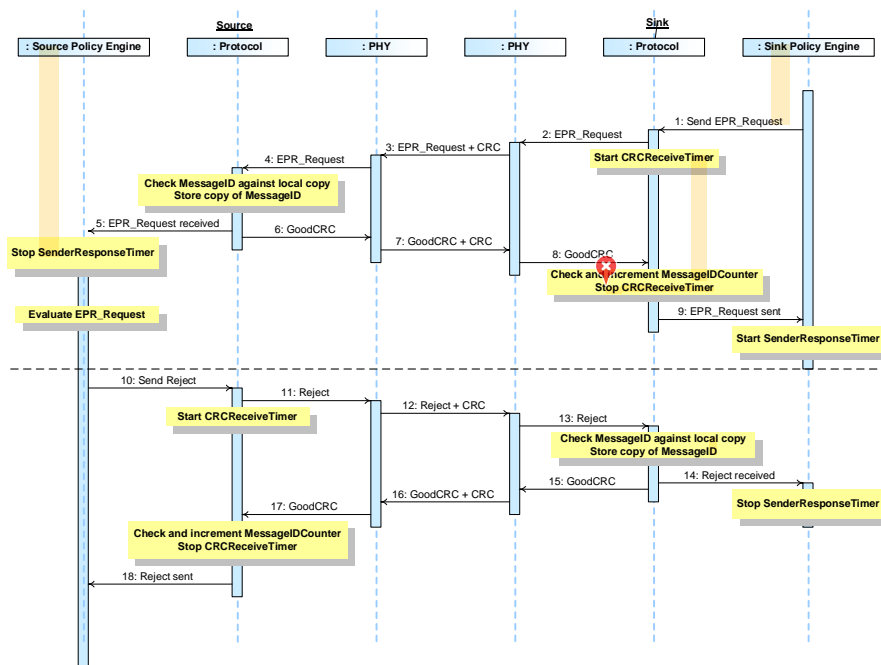 Source
Sink
: Source Policy Engine
: Protocol
: PHY
: PHY
: Protocol
: Sink Policy Engine
1: Send EPR_Request
2: EPR_Request
3: EPR_Request + CRC
Start CRCReceiveTimer
4: EPR_Request
Check MessageID against local copy
Store copy of MessageID
5: EPR_Request received
6: GoodCRC
7: GoodCRC + CRC
Stop SenderResponseTimer
8: GoodCRC
Check and increment MessageIDCounter
Stop CRCReceiveTimer
Evaluate EPR_Request
9: EPR_Request sent
Start SenderResponseTimer
10: Send Reject
11: Reject
Start CRCReceiveTimer
12: Reject + CRC
13: Reject
Check MessageID against local copy
Store copy of MessageID
14: Reject received
15: GoodCRC
16: GoodCRC + CRC
Stop SenderResponseTimer
17: GoodCRC
Check and increment MessageIDCounter
Stop CRCReceiveTimer
18: Reject sent